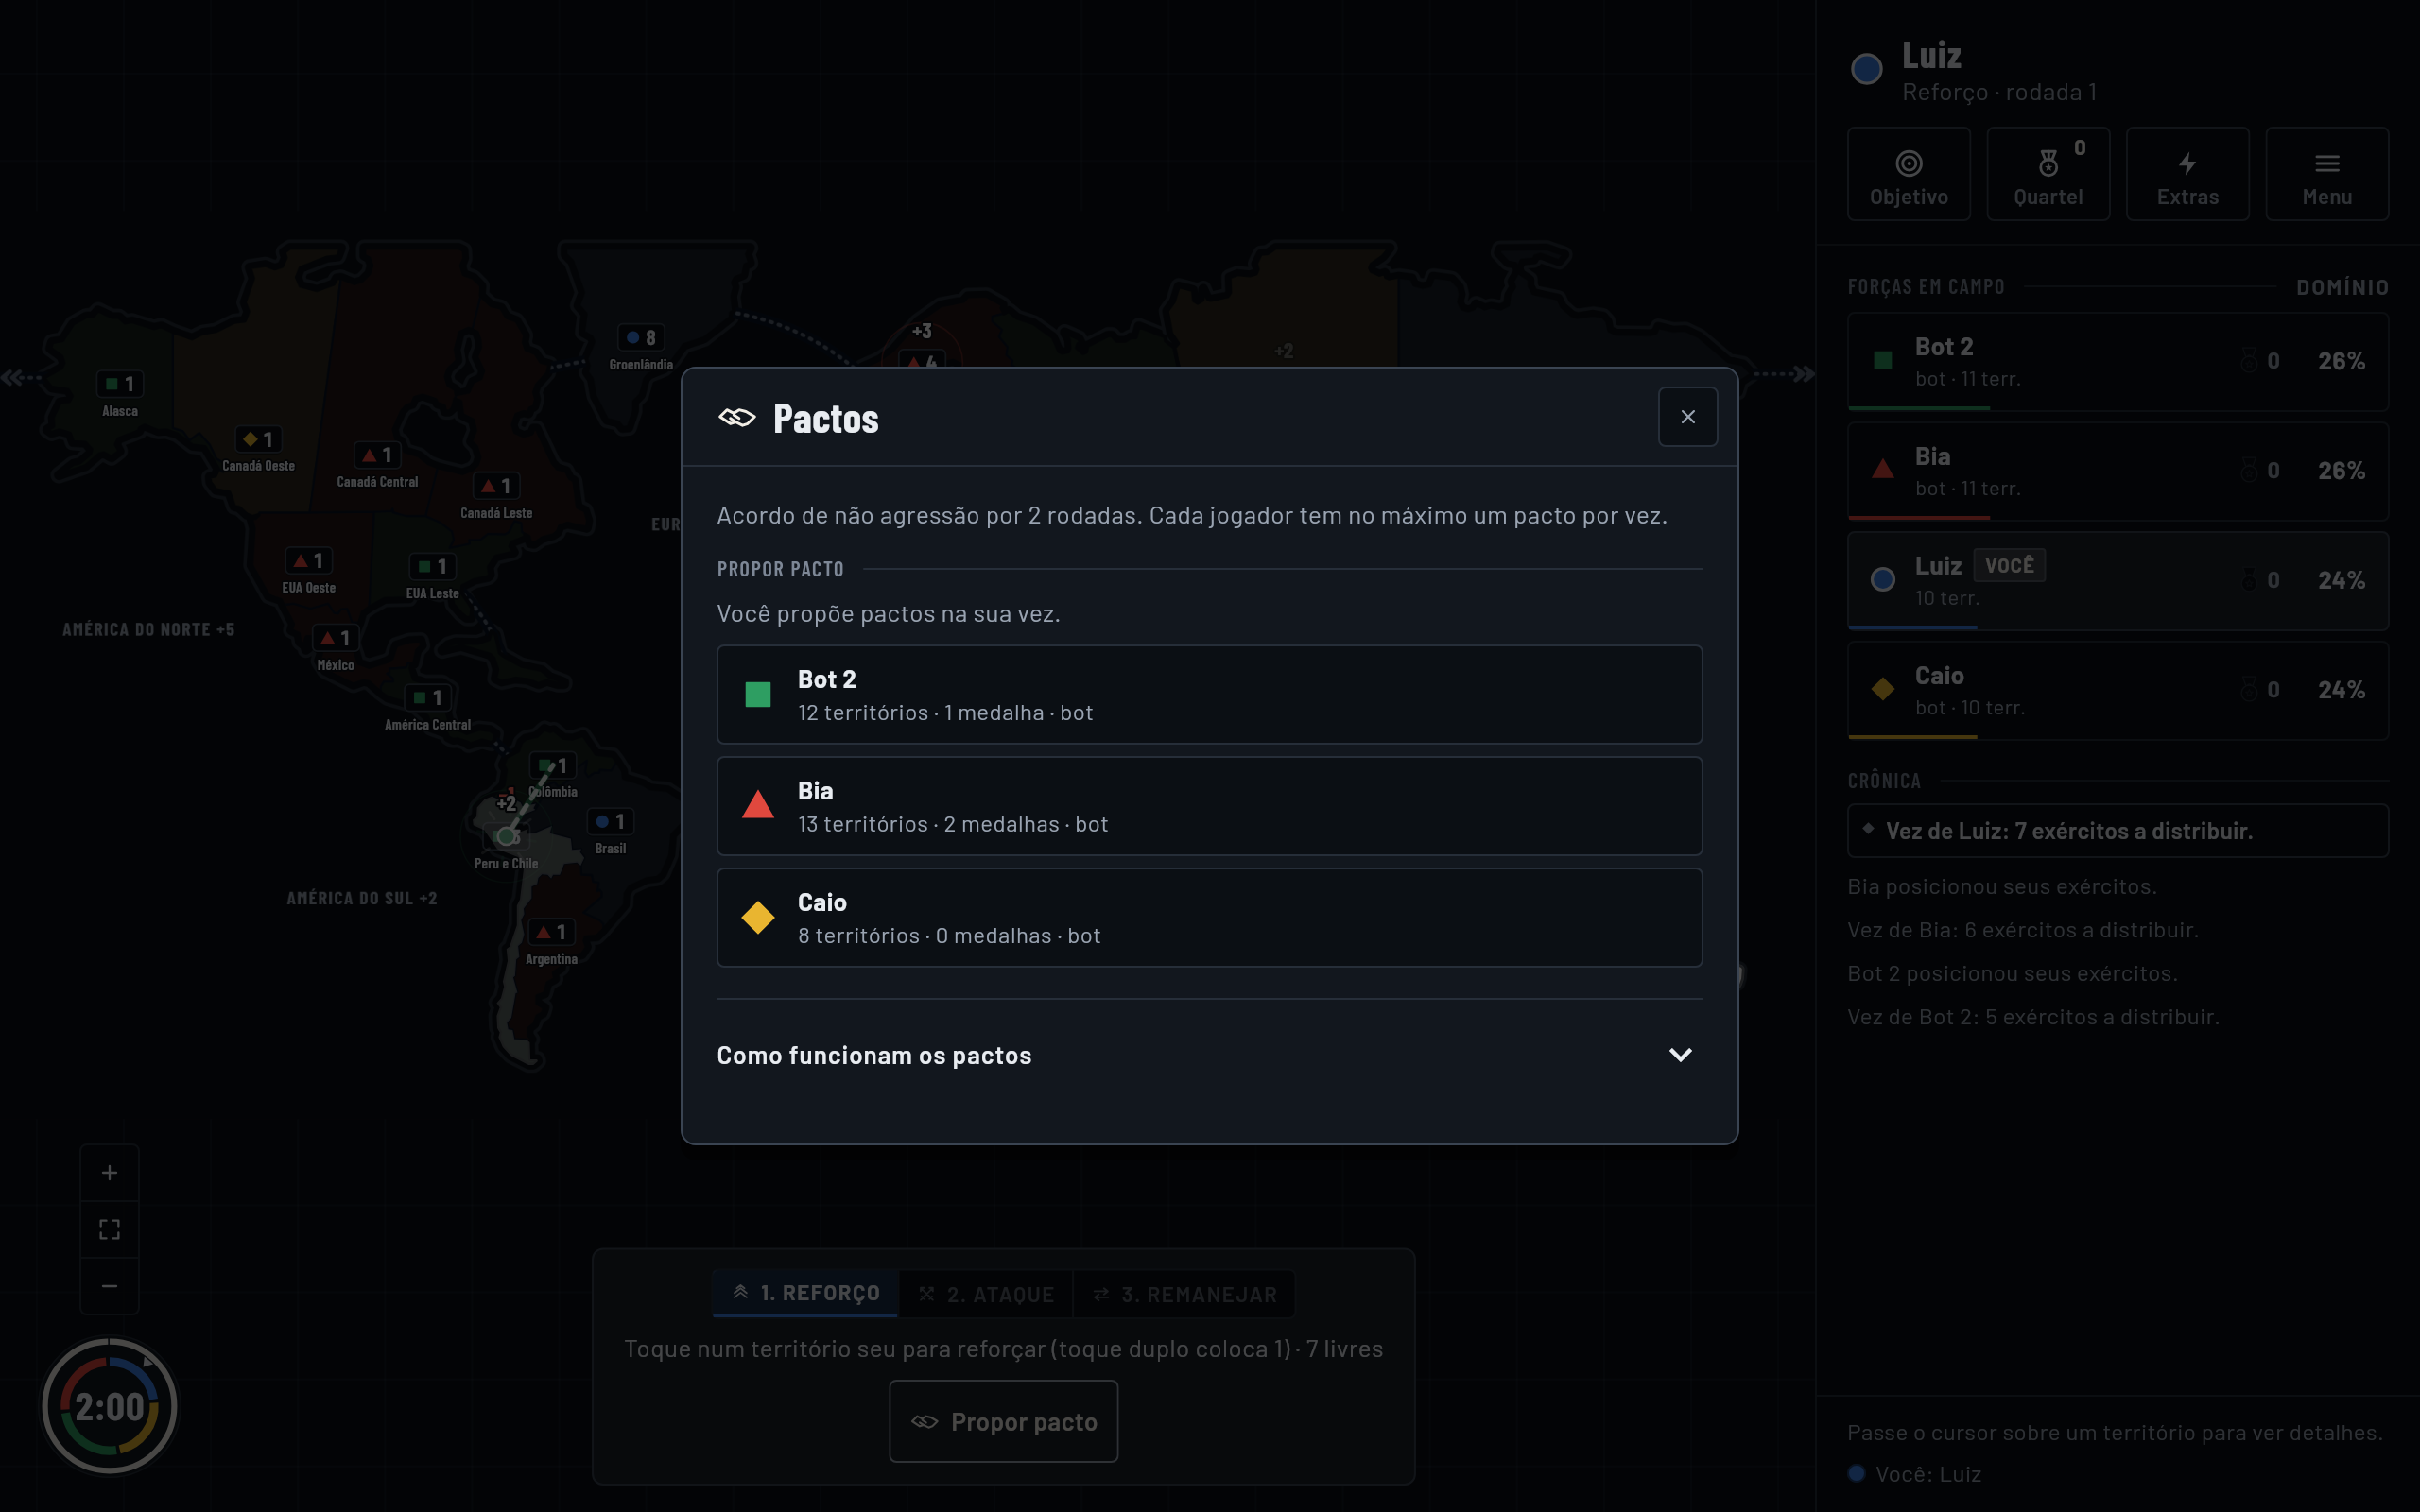 Luiz
Reforço · rodada 1
Objetivo
0
Quartel
Extras
Menu
FORÇAS EM CAMPO
DOMÍNIO
Bot 2
bot · 11 terr.
0
26%
Bia
bot · 11 terr.
0
26%
Luiz
VOCÊ
10 terr.
0
24%
Caio
bot · 10 terr.
0
24%
CRÔNICA
Vez de Luiz: 7 exércitos a distribuir.
Bia posicionou seus exércitos.
Vez de Bia: 6 exércitos a distribuir.
Bot 2 posicionou seus exércitos.
Vez de Bot 2: 5 exércitos a distribuir.
Passe o cursor sobre um território para ver detalhes.
Você: Luiz
8
Groenlândia
+3
4
+2
1
Alasca
1
Canadá Oeste
1
Canadá Central
1
Canadá Leste
1
EUA Oeste
1
EUA Leste
AMÉRICA DO NORTE +5
1
México
1
América Central
1
Colômbia
+2
Peru e Chile
1
Brasil
AMÉRICA DO SUL +2
1
Argentina
EUR
Pactos
Acordo de não agressão por 2 rodadas. Cada jogador tem no máximo um pacto por vez.
PROPOR PACTO
Você propõe pactos na sua vez.
Bot 2
12 territórios · 1 medalha · bot
Bia
13 territórios · 2 medalhas · bot
Caio
8 territórios · 0 medalhas · bot
Como funcionam os pactos
1. REFORÇO
2. ATAQUE
3. REMANEJAR
Toque num território seu para reforçar (toque duplo coloca 1) · 7 livres
Propor pacto
2:00